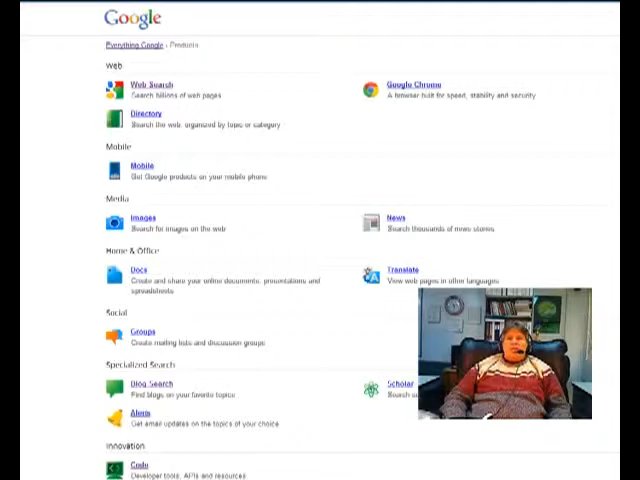 Google
Everything Google › Products
Web
Web Search
Search billions of web pages
Google Chrome
A browser built for speed, stability and security
Directory
Search the web, organized by topic or category
Mobile
Mobile
Get Google products on your mobile phone
Media
Images
Search for images on the web
News
Search thousands of news stories
Home & Office
Docs
Create and share your online documents, presentations and
spreadsheets
Translate
View web pages in other languages
Social
Groups
Create mailing lists and discussion groups
Specialized Search
Blog Search
Find blogs on your favorite topics
Scholar
Search
Alerts
Get email updates on the topics of your choice
Innovation
Code
Developer tools, APIs and resources